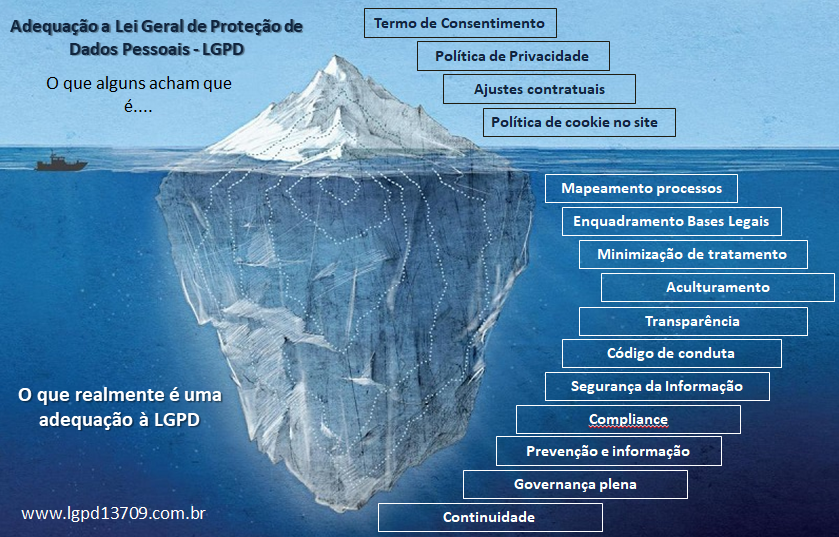 Adequação a Lei Geral de Proteção de
Dados Pessoais - LGPD
O que alguns acham que
é....
Termo de Consentimento
Política de Privacidade
Ajustes contratuais
Política de cookie no site
Mapeamento processos
Enquadramento Bases Legais
Minimização de tratamento
Aculturamento
Transparência
Código de conduta
Segurança da Informação
Compliance
Prevenção e informação
Governança plena
Continuidade
O que realmente é uma
adequação à LGPD
www.lgpd13709.com.br